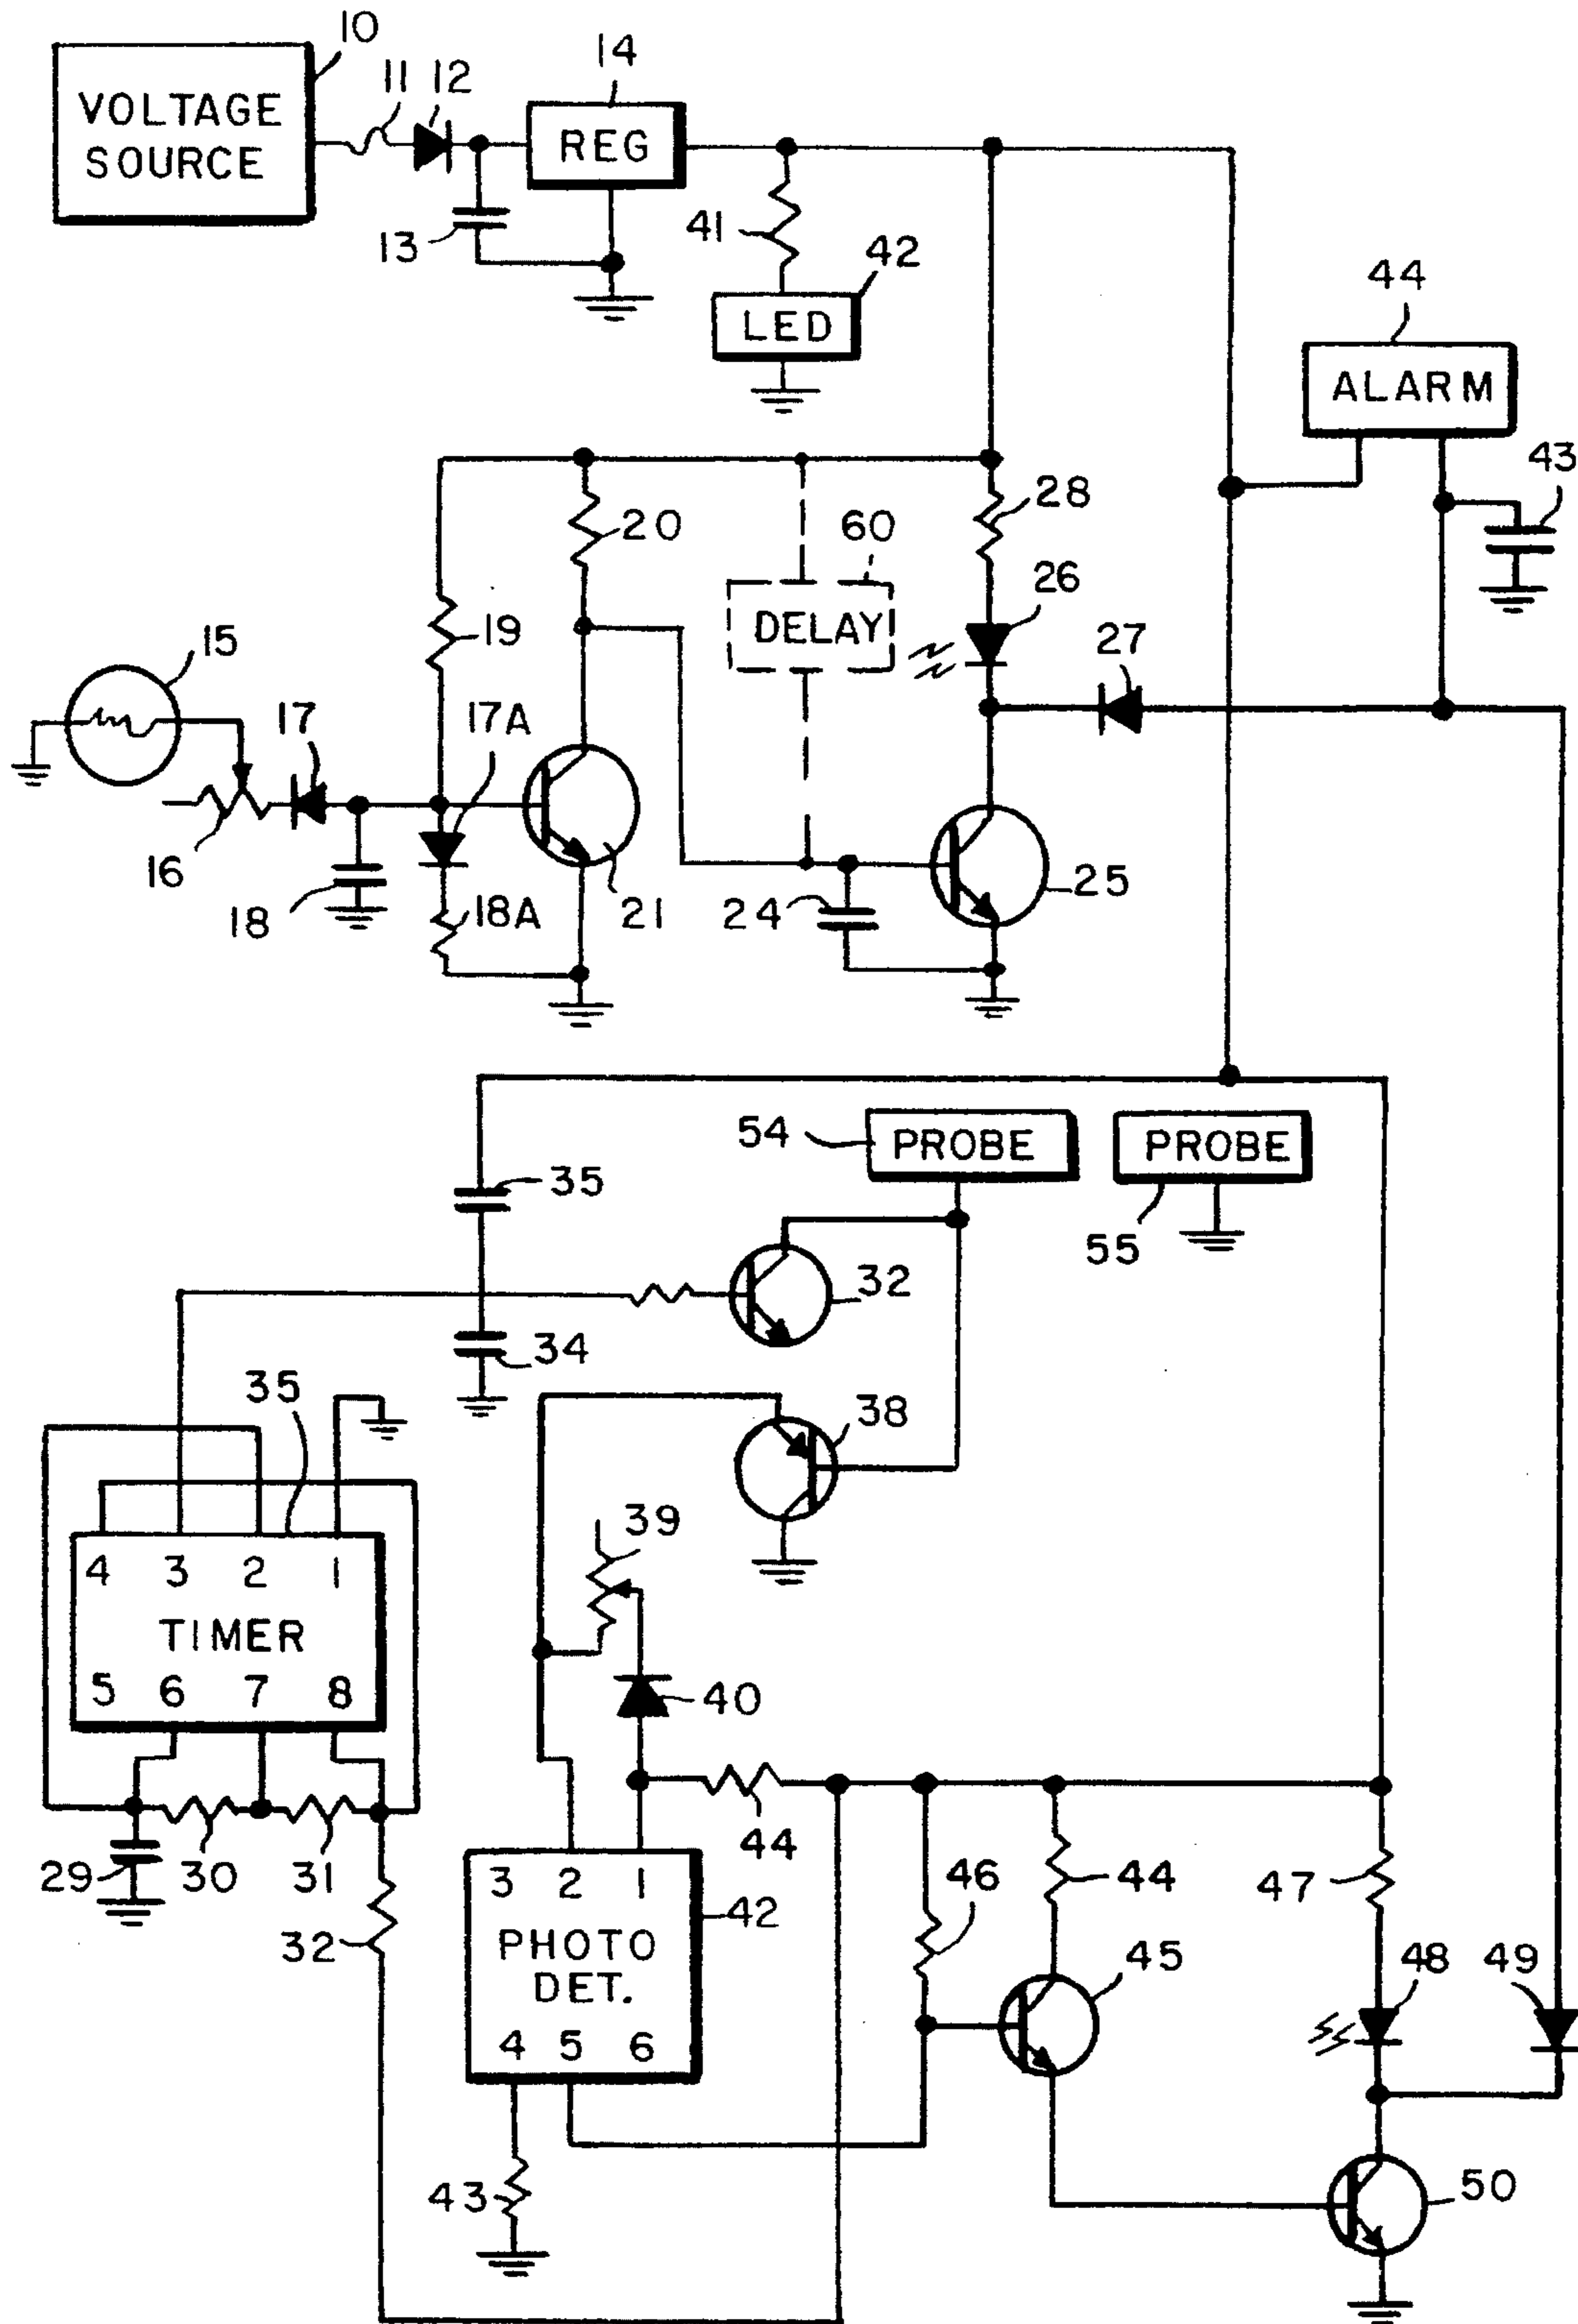 10
11
12
14
VOLTAGE
SOURCE
REG
13
41
42
LED
44
ALARM
43
28
20
60
26
DELAY
19
27
15
17
17A
16
18
18A
21
24
25
54
PROBE
PROBE
35
55
32
34
35
38
39
4 3 2 1
TIMER
5 6 7 8
40
29
30
31
44
32
3 2 1
42
PHOTO
DET.
4 5 6
46
44
47
45
48
49
43
50